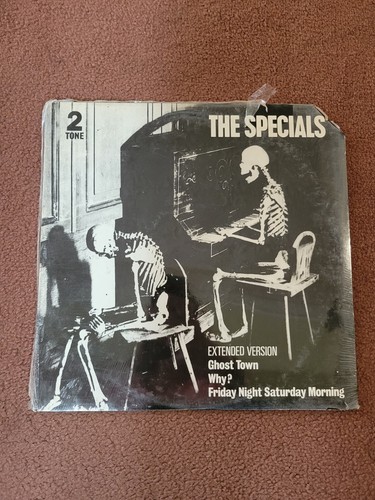 2
TONE
THE SPECIALS
EXTENDED VERSION
Ghost Town
Why?
Friday Night Saturday Morning